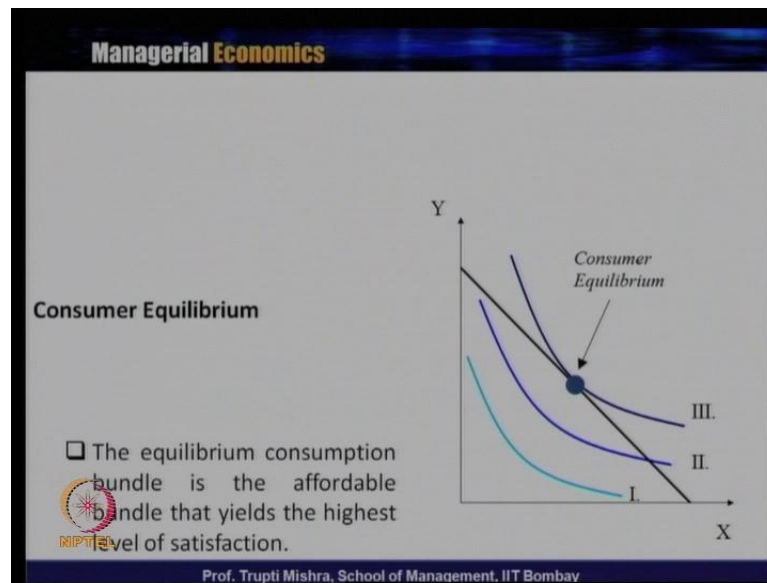 Managerial Economics
Y
Consumer
Equilibrium
Consumer Equilibrium
III.
II.
I.
X
❑ The equilibrium consumption
bundle is the affordable
bundle that yields the highest
level of satisfaction.
NPTEL
Prof. Trupti Mishra, School of Management, IIT Bombay